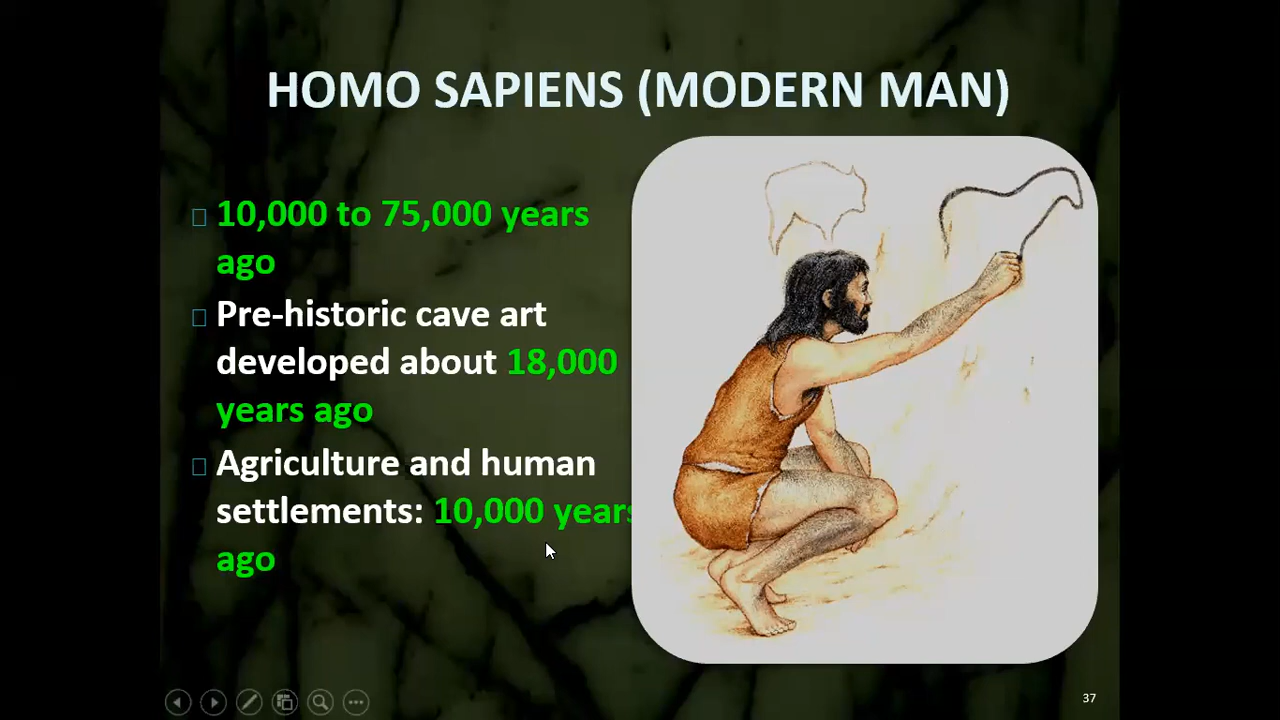 HOMO SAPIENS (MODERN MAN)
10,000 to 75,000 years
ago
Pre-historic cave art
developed about 18,000
years ago
Agriculture and human
settlements: 10,000 years
ago
37